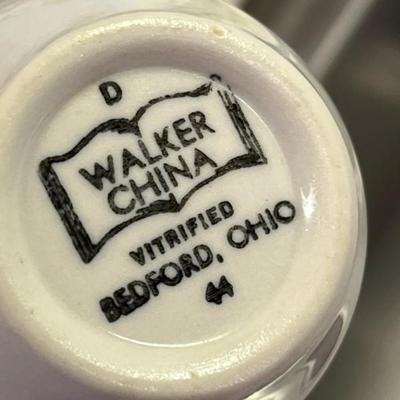 D
WALKER
CHINA
VITRIFIED
BEDFORD, OHIO
44